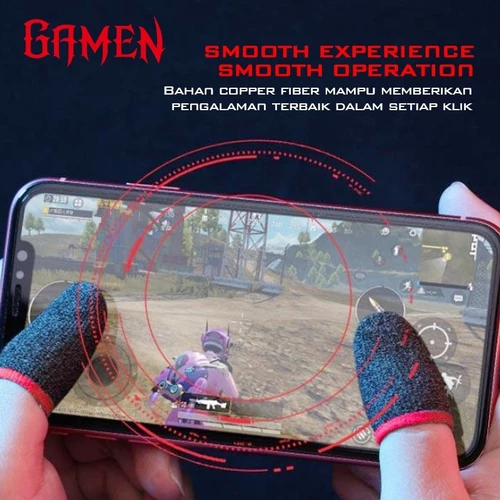 GAMEN
SMOOTH EXPERIENCE
SMOOTH OPERATION
BAHAN COPPER FIBER MAMPU MEMBERIKAN
PENGALAMAN TERBAIK DALAM SETIAP KLIK